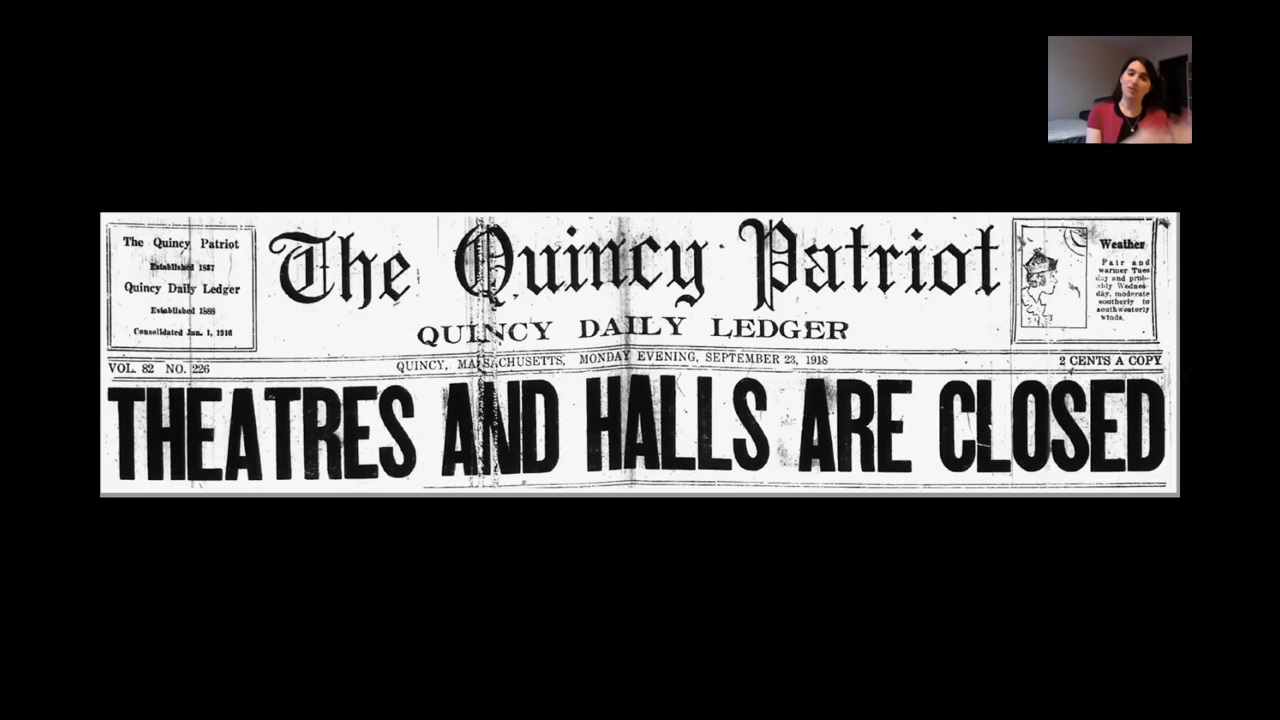 The Quincy Patriot
Established 1837
Quincy Daily Ledger
Established 1888
Consolidated Jan. 1, 1916
The Quincy Patriot
QUINCY DAILY LEDGER
Weather
Fair and
warmer Tues
day and prob-
ably Wednes-
day, moderate
southerly to
southwesterly
winds.
VOL. 82 NO. 226
QUINCY, MASSACHUSETTS, MONDAY EVENING, SEPTEMBER 23, 1918
2 CENTS A COPY
THEATRES AND HALLS ARE CLOSED